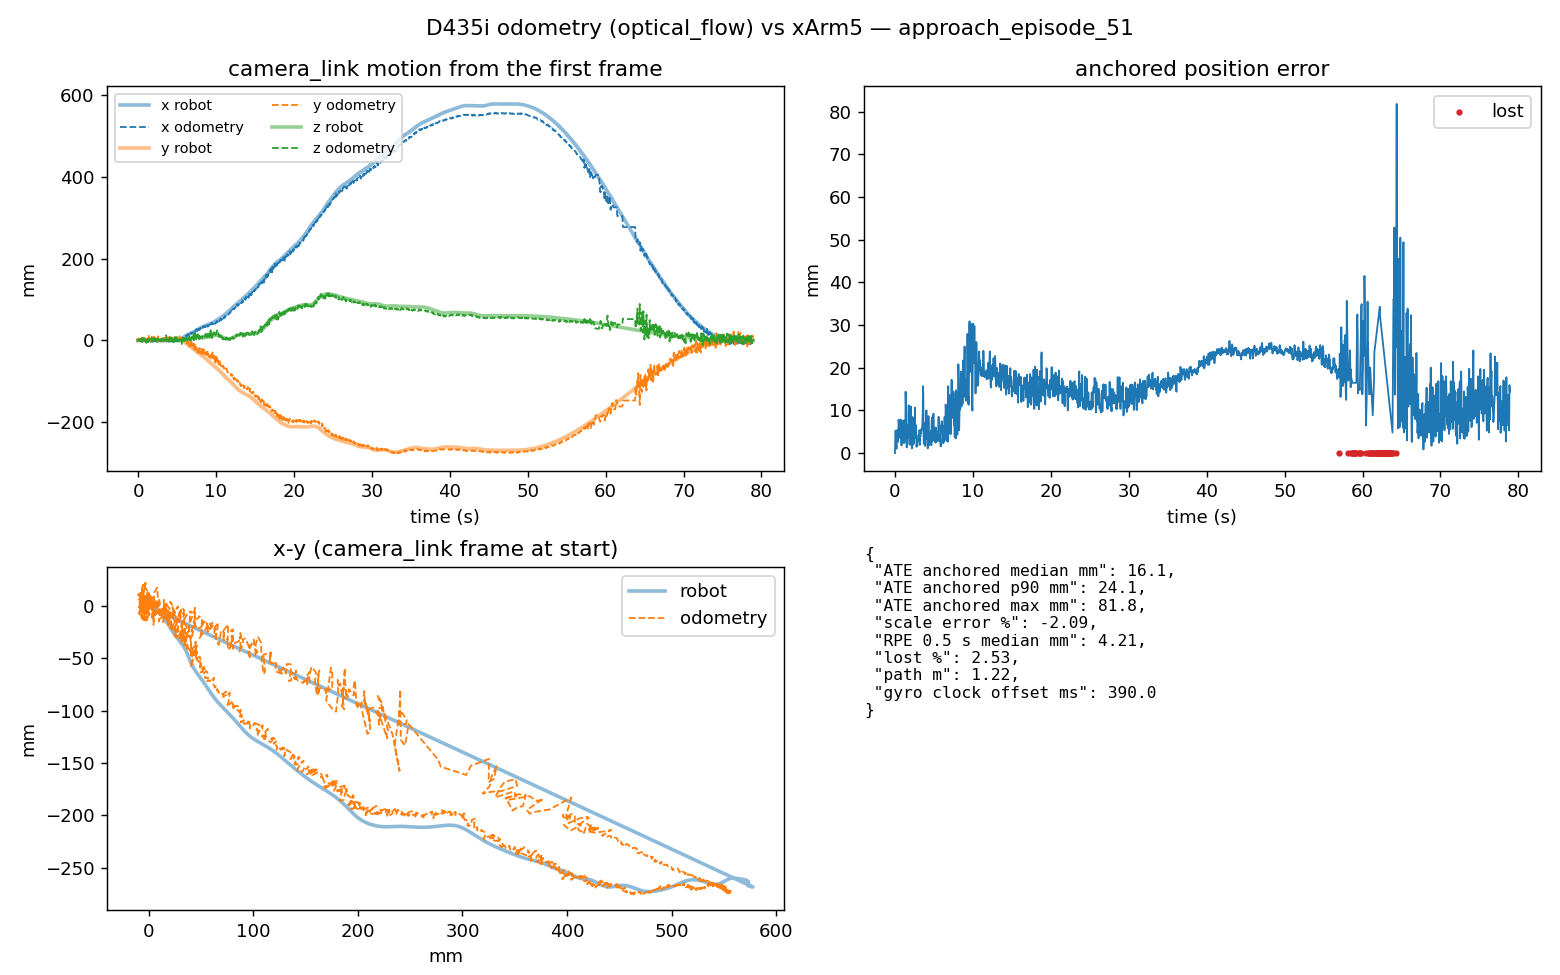 D435i odometry (optical_flow) vs xArm5 — approach_episode_51
camera_link motion from the first frame
x robot
x odometry
y robot
y odometry
z robot
z odometry
600
400
200
0
−200
mm
0 10 20 30 40 50 60 70 80
time (s)
anchored position error
lost
80
70
60
50
40
30
20
10
0
mm
0 10 20 30 40 50 60 70 80
time (s)
x-y (camera_link frame at start)
robot
odometry
0
−50
−100
−150
−200
−250
mm
0 100 200 300 400 500 600
mm
{
"ATE anchored median mm": 16.1,
"ATE anchored p90 mm": 24.1,
"ATE anchored max mm": 81.8,
"scale error %": -2.09,
"RPE 0.5 s median mm": 4.21,
"lost %": 2.53,
"path m": 1.22,
"gyro clock offset ms": 390.0
}